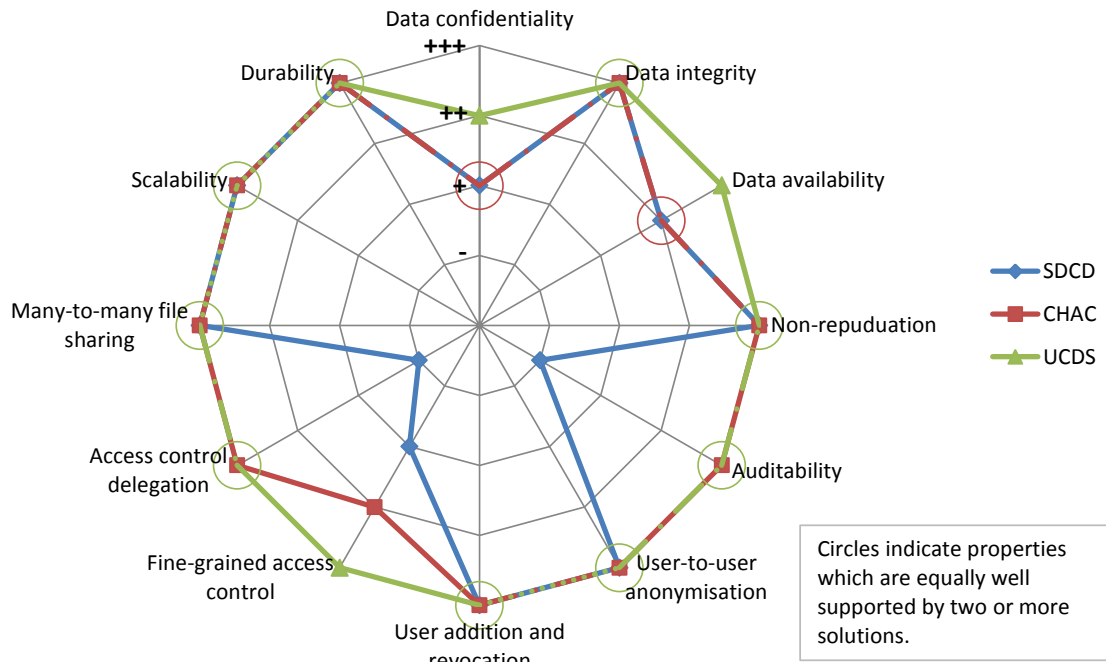 Data confidentiality
+++
Durability
Data integrity
++
Scalability
+
Data availability
-
SDCD
Many-to-many file
sharing
Non-repuduation
CHAC
UCDS
Access control
delegation
Auditability
Fine-grained access
control
User-to-user
anonymisation
User addition and
revocation
Circles indicate properties
which are equally well
supported by two or more
solutions.